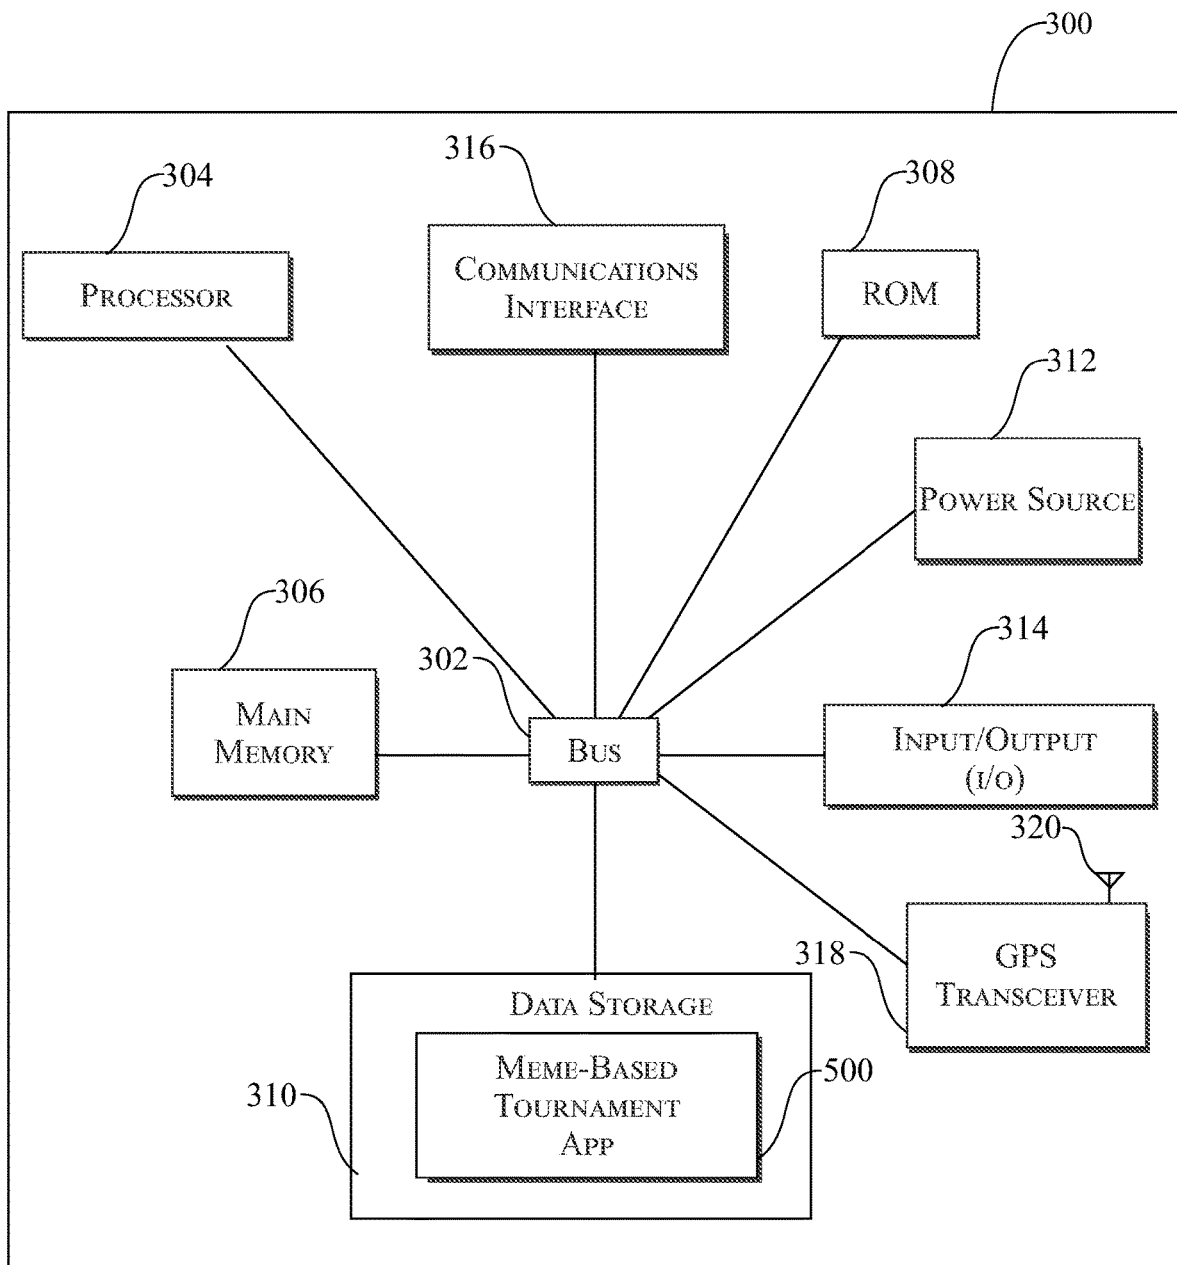 300
316
304
308
COMMUNICATIONS
INTERFACE
PROCESSOR
ROM
312
POWER SOURCE
306
314
302
MAIN
MEMORY
BUS
INPUT/OUTPUT
(I/O)
320
318
GPS
TRANSCEIVER
DATA STORAGE
310
MEME-BASED
TOURNAMENT
APP
500